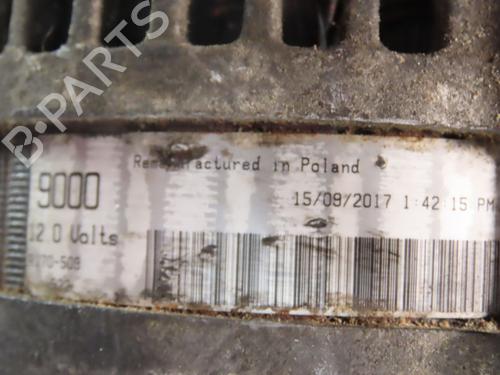 B-PARTS
Remanufactured in Poland
9000
15/09/2017 1:42:15 PM
12.0 Volts